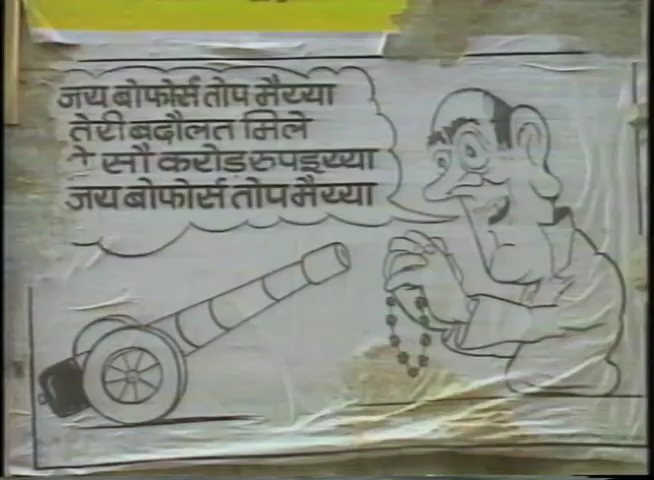 जय बोफोर्स तोप मैय्या
तेरी बदौलत मिले
सौ करोड रुपइय्या
जय बोफोर्स तोप मैय्या